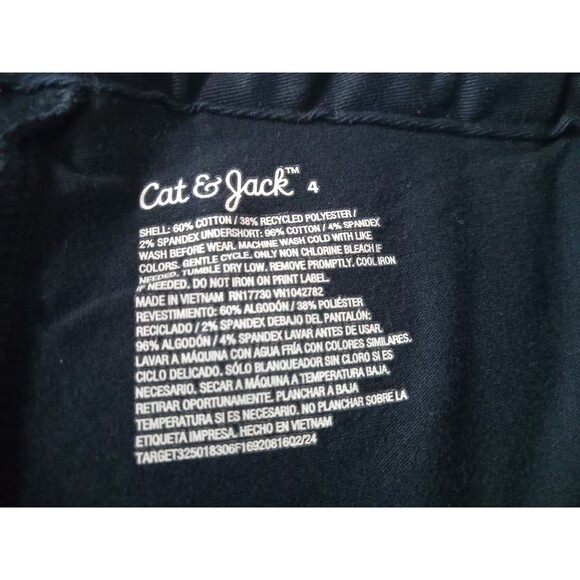 Cat & Jack™ 4
SHELL: 60% COTTON / 38% RECYCLED POLYESTER /
2% SPANDEX UNDERSHORT: 96% COTTON / 4% SPANDEX
WASH BEFORE WEAR. MACHINE WASH COLD WITH LIKE
COLORS. GENTLE CYCLE. ONLY NON CHLORINE BLEACH IF
NEEDED. TUMBLE DRY LOW. REMOVE PROMPTLY. COOL IRON
IF NEEDED. DO NOT IRON ON PRINT LABEL.
MADE IN VIETNAM RN17730 VN1042782
REVESTIMIENTO: 60% ALGODÓN / 38% POLIÉSTER
RECICLADO / 2% SPANDEX DEBAJO DEL PANTALÓN:
96% ALGODÓN / 4% SPANDEX LAVAR ANTES DE USAR.
LAVAR A MÁQUINA CON AGUA FRÍA CON COLORES SIMILARES.
CICLO DELICADO. SÓLO BLANQUEADOR SIN CLORO SI ES
NECESARIO. SECAR A MÁQUINA A TEMPERATURA BAJA.
RETIRAR OPORTUNAMENTE. PLANCHAR A BAJA
TEMPERATURA SI ES NECESARIO. NO PLANCHAR SOBRE LA
ETIQUETA IMPRESA. HECHO EN VIETNAM
TARGET325018306F16920616Q2/24